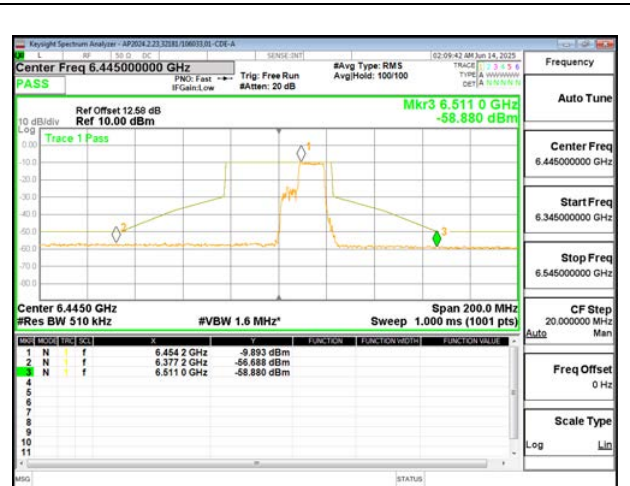 Keysight Spectrum Analyzer - AP2024.2.23,32181/106033,01-CDE-A
L RF 50 Ω DC SENSE:INT 02:09:42 AM Jun 14, 2025
Center Freq 6.445000000 GHz
PASS
PNO: Fast
IFGain:Low
Trig: Free Run
#Atten: 20 dB
#Avg Type: RMS
Avg|Hold: 100/100
TRACE 1 2 3 4 5 6
TYPE A WWWWW
DET A N N N N N
Ref Offset 12.58 dB
Ref 10.00 dBm
10 dB/div
Log
Mkr3 6.511 0 GHz
-58.880 dBm
Trace 1 Pass
1
2
3
0.00
-10.0
-20.0
-30.0
-40.0
-50.0
-60.0
-70.0
-80.0
Center 6.4450 GHz
#Res BW 510 kHz
#VBW 1.6 MHz*
Span 200.0 MHz
Sweep 1.000 ms (1001 pts)
MKR MODE TRC SCL X Y FUNCTION FUNCTION WIDTH FUNCTION VALUE
1 N 1 f 6.454 2 GHz -9.893 dBm
2 N 1 f 6.377 2 GHz -56.688 dBm
3 N 1 f 6.511 0 GHz -58.880 dBm
4
5
6
7
8
9
10
11
MSG
STATUS
Frequency
Auto Tune
Center Freq
6.445000000 GHz
Start Freq
6.345000000 GHz
Stop Freq
6.545000000 GHz
CF Step
20.000000 MHz
Auto Man
Freq Offset
0 Hz
Scale Type
Log Lin